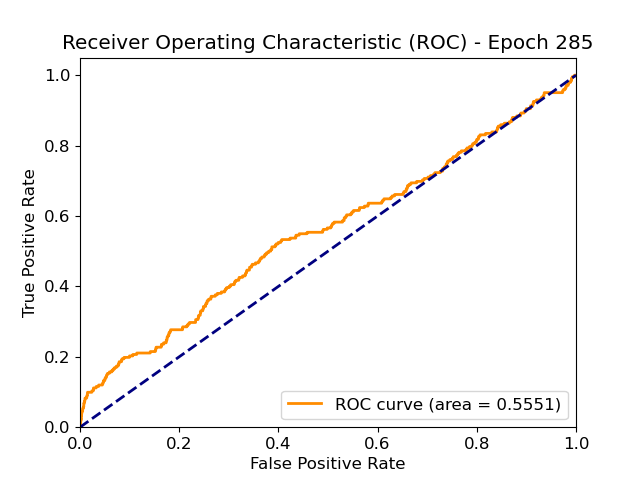 Receiver Operating Characteristic (ROC) - Epoch 285
True Positive Rate
1.0
0.8
0.6
0.4
0.2
0.0
ROC curve (area = 0.5551)
0.0 0.2 0.4 0.6 0.8 1.0
False Positive Rate